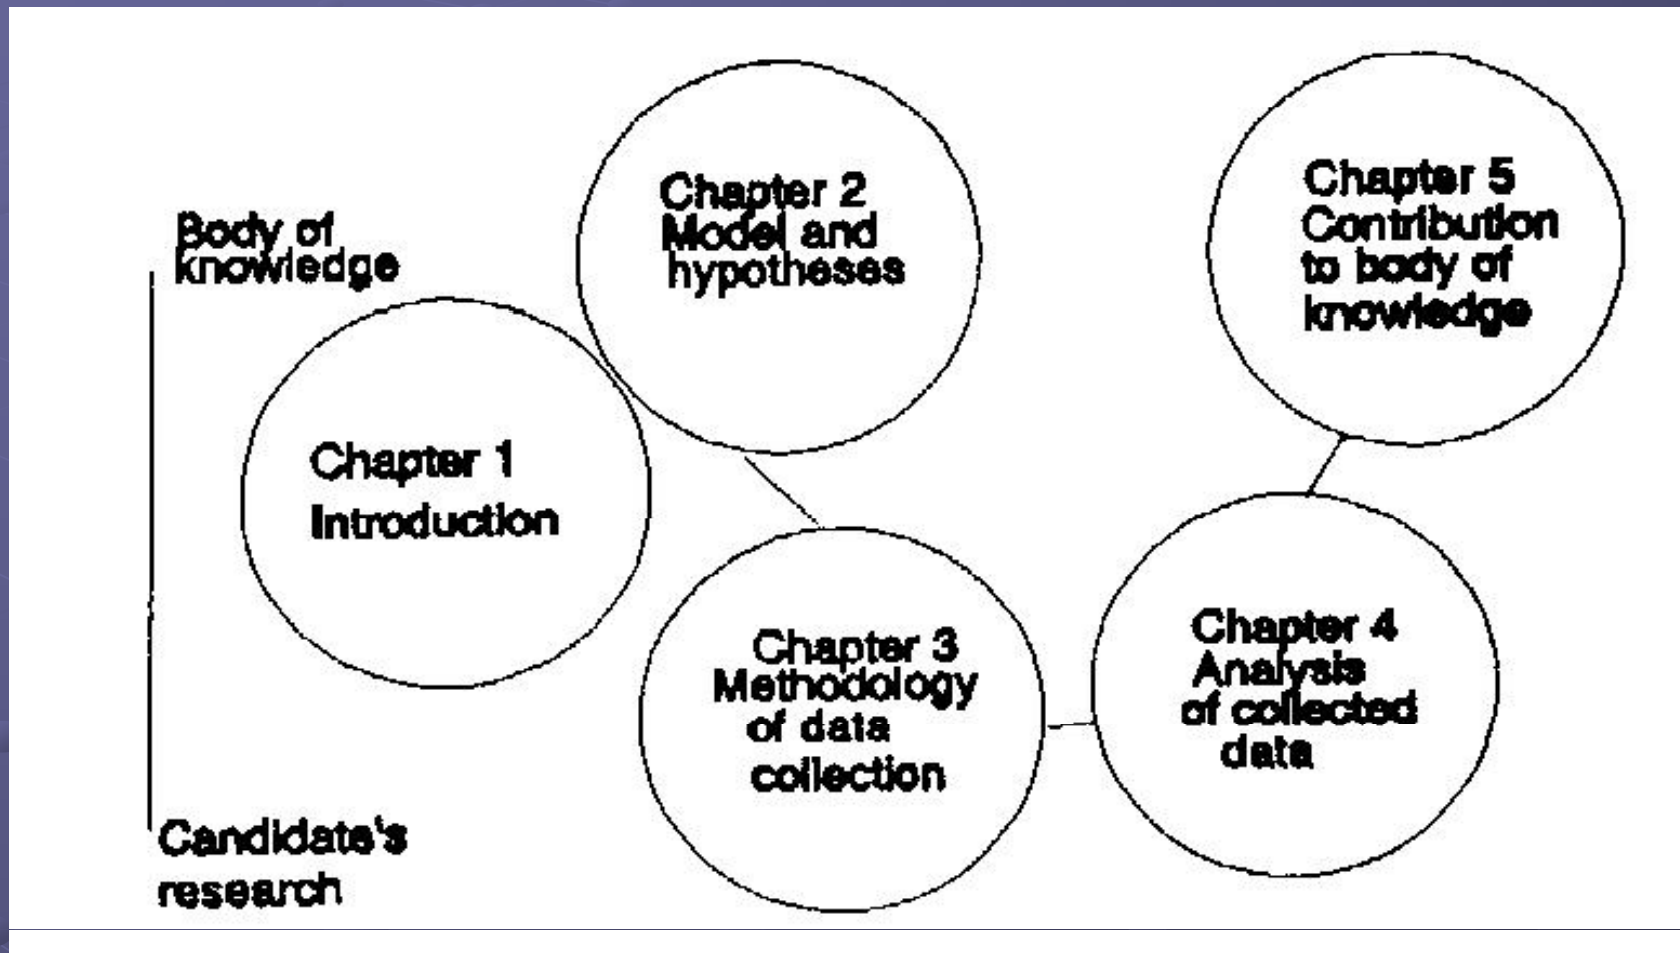 Body of
knowledge
Candidate's
research
Chapter 1
Introduction
Chapter 2
Model and
hypotheses
Chapter 3
Methodology
of data
collection
Chapter 4
Analysis
of collected
data
Chapter 5
Contribution
to body of
knowledge